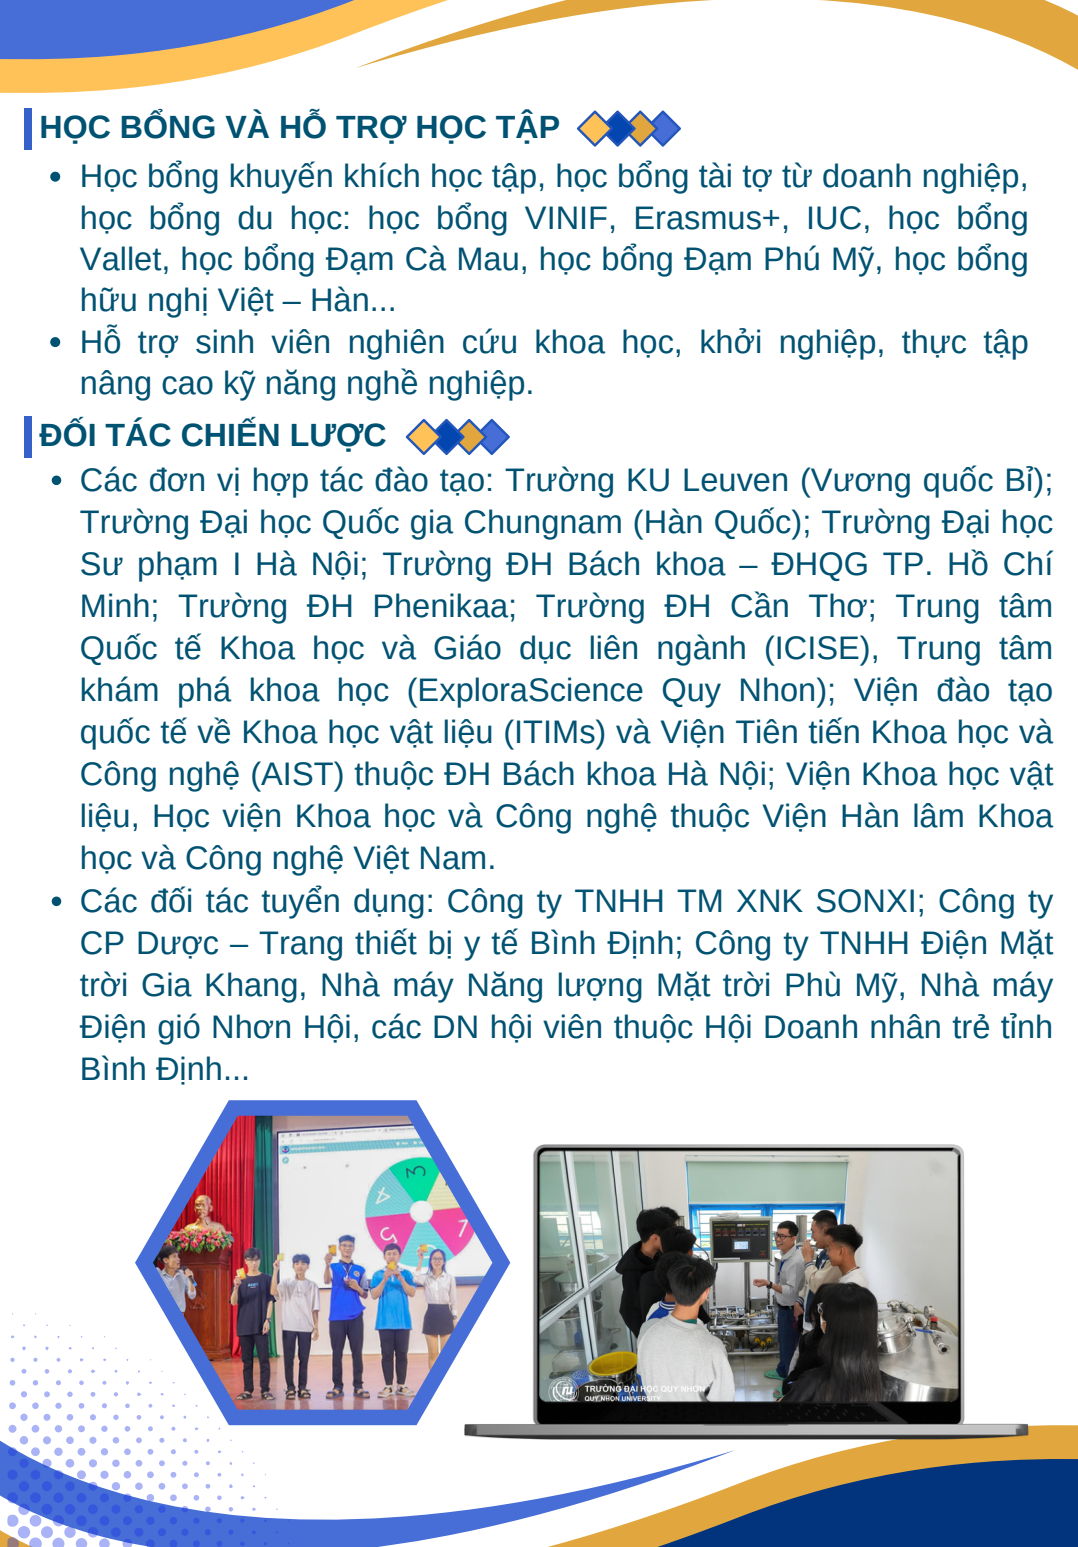 HỌC BỔNG VÀ HỖ TRỢ HỌC TẬP
• Học bổng khuyến khích học tập, học bổng tài tợ từ doanh nghiệp,
học bổng du học: học bổng VINIF, Erasmus+, IUC, học bổng
Vallet, học bổng Đạm Cà Mau, học bổng Đạm Phú Mỹ, học bổng
hữu nghị Việt – Hàn...
• Hỗ trợ sinh viên nghiên cứu khoa học, khởi nghiệp, thực tập
nâng cao kỹ năng nghề nghiệp.
ĐỐI TÁC CHIẾN LƯỢC
• Các đơn vị hợp tác đào tạo: Trường KU Leuven (Vương quốc Bỉ);
Trường Đại học Quốc gia Chungnam (Hàn Quốc); Trường Đại học
Sư phạm I Hà Nội; Trường ĐH Bách khoa – ĐHQG TP. Hồ Chí
Minh; Trường ĐH Phenikaa; Trường ĐH Cần Thơ; Trung tâm
Quốc tế Khoa học và Giáo dục liên ngành (ICISE), Trung tâm
khám phá khoa học (ExploraScience Quy Nhon); Viện đào tạo
quốc tế về Khoa học vật liệu (ITIMs) và Viện Tiên tiến Khoa học và
Công nghệ (AIST) thuộc ĐH Bách khoa Hà Nội; Viện Khoa học vật
liệu, Học viện Khoa học và Công nghệ thuộc Viện Hàn lâm Khoa
học và Công nghệ Việt Nam.
• Các đối tác tuyển dụng: Công ty TNHH TM XNK SONXI; Công ty
CP Dược – Trang thiết bị y tế Bình Định; Công ty TNHH Điện Mặt
trời Gia Khang, Nhà máy Năng lượng Mặt trời Phù Mỹ, Nhà máy
Điện gió Nhơn Hội, các DN hội viên thuộc Hội Doanh nhân trẻ tỉnh
Bình Định...
3
4
5
TRƯỜNG ĐẠI HỌC QUY NHƠN
QUY NHON UNIVERSITY